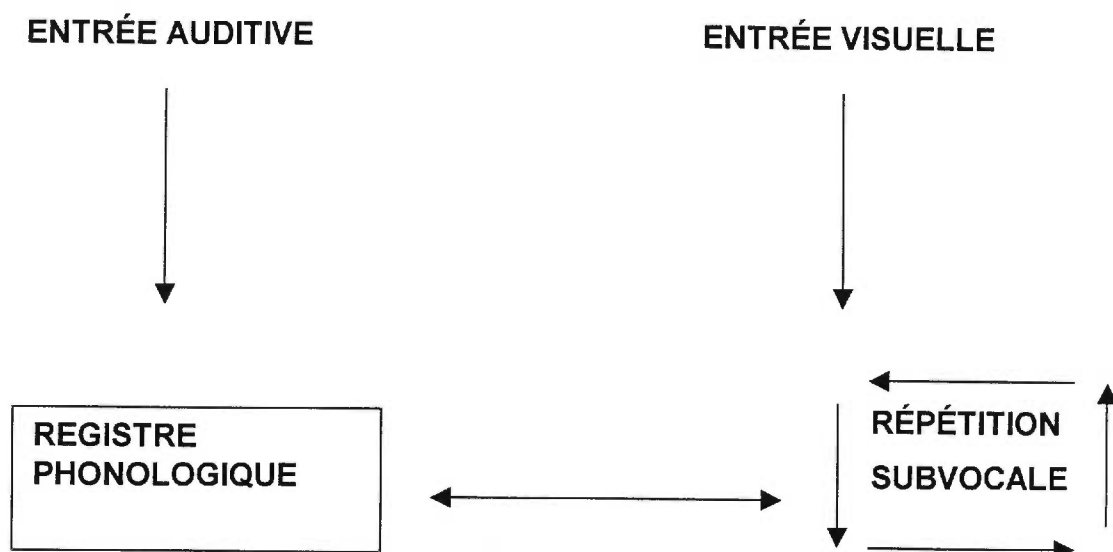 ENTRÉE AUDITIVE
ENTRÉE VISUELLE
REGISTRE
PHONOLOGIQUE
RÉPÉTITION
SUBVOCALE